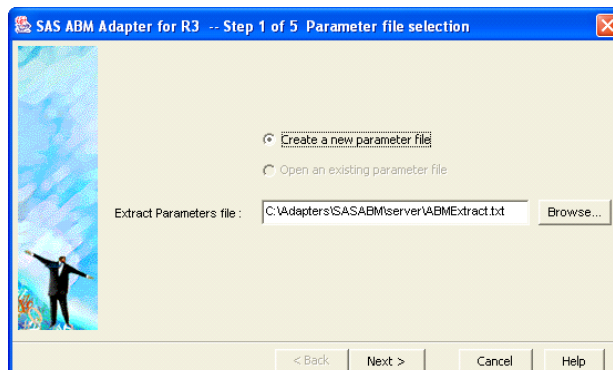 SAS ABM Adapter for R3 -- Step 1 of 5 Parameter file selection
Create a new parameter file
Open an existing parameter file
Extract Parameters file :
C:\Adapters\SASABM\server\ABMExtract.txt
Browse...
< Back
Next >
Cancel
Help